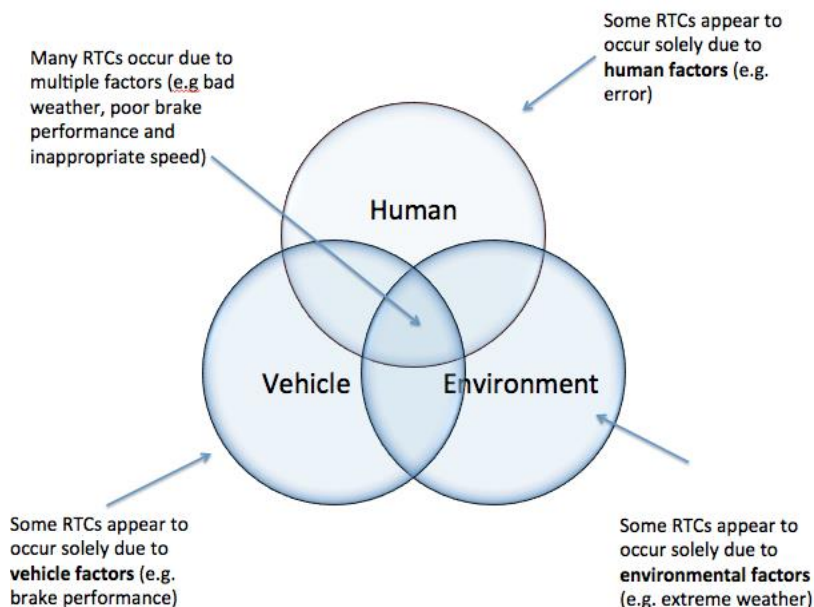 Many RTCs occur due to
multiple factors (e.g bad
weather, poor brake
performance and
inappropriate speed)
Some RTCs appear to
occur solely due to
human factors (e.g.
error)
Human
Vehicle
Environment
Some RTCs appear to
occur solely due to
vehicle factors (e.g.
brake performance)
Some RTCs appear to
occur solely due to
environmental factors
(e.g. extreme weather)